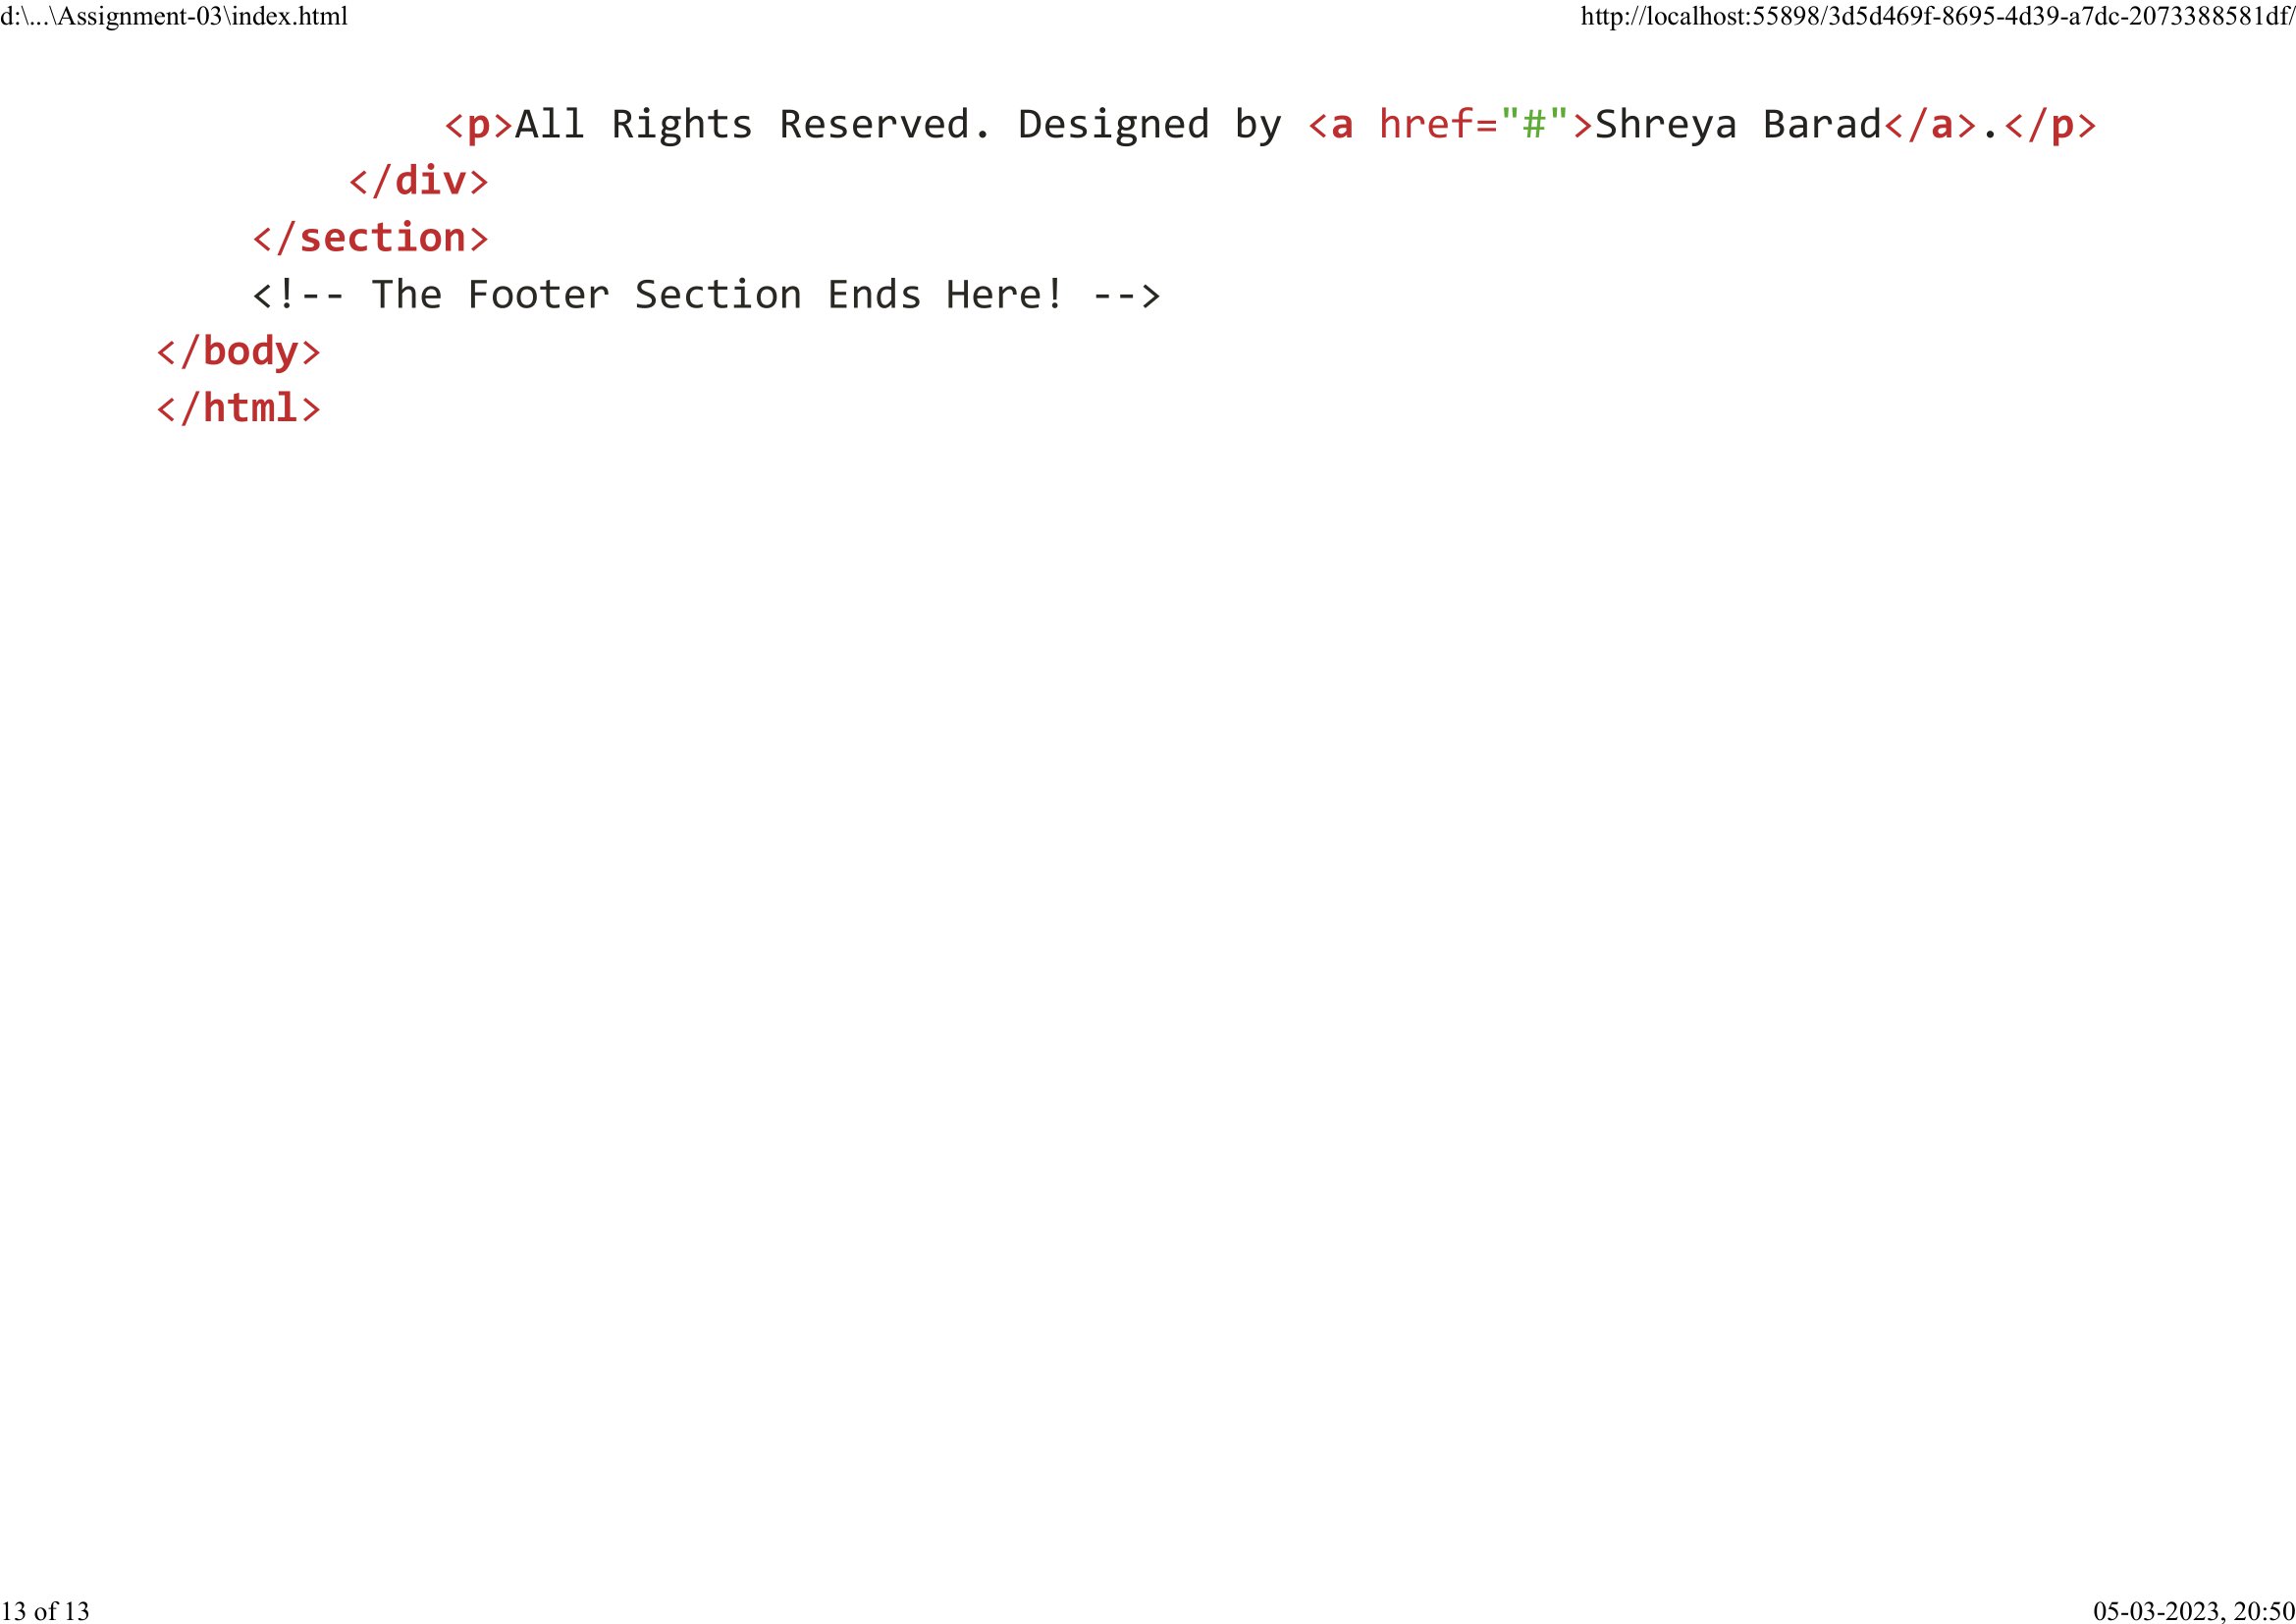 d:\...\Assignment-03\index.html http://localhost:55898/3d5d469f-8695-4d39-a7dc-2073388581df/
<p>All Rights Reserved. Designed by <a href="#">Shreya Barad</a>.</p>
</div>
</section>
<!-- The Footer Section Ends Here! -->
</body>
</html>
13 of 13 05-03-2023, 20:50